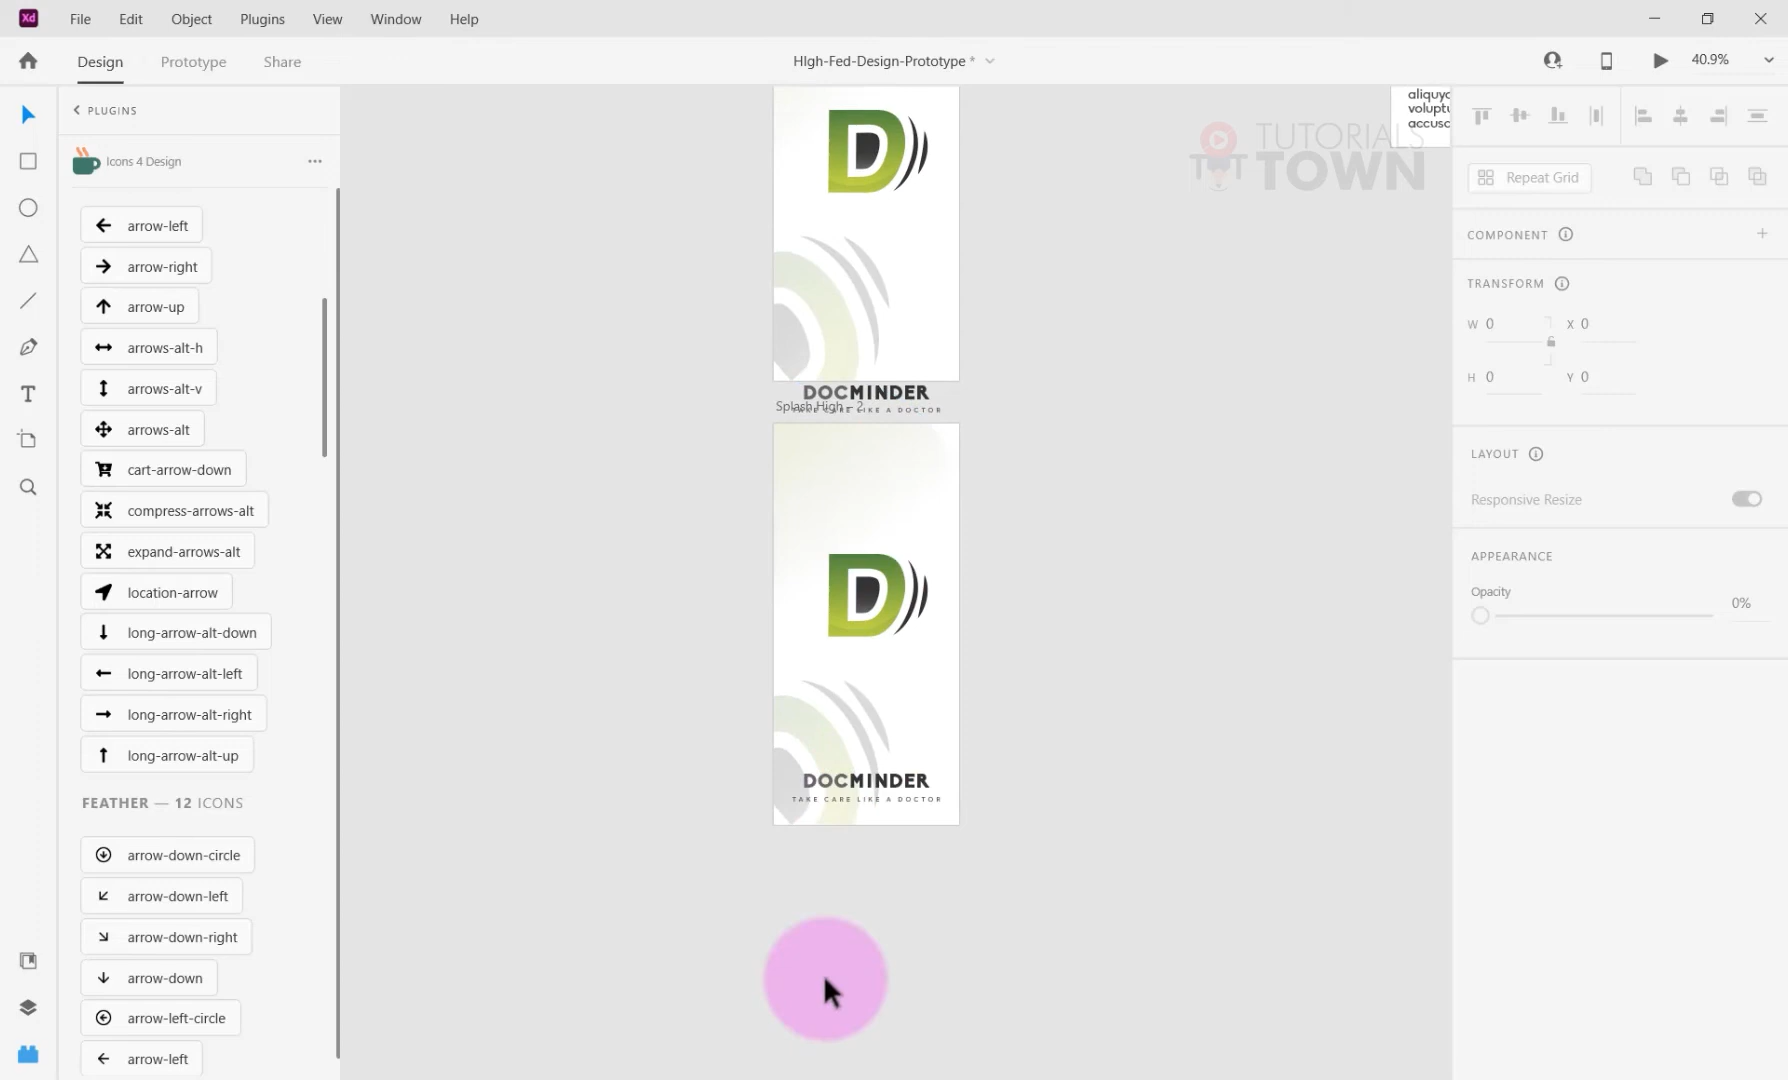 Xd File Edit Object Plugins View Window Help
Design Prototype Share HIgh-Fed-Design-Prototype * 40.9%
PLUGINS
Icons 4 Design
arrow-left
arrow-right
arrow-up
arrows-alt-h
arrows-alt-v
arrows-alt
cart-arrow-down
compress-arrows-alt
expand-arrows-alt
location-arrow
long-arrow-alt-down
long-arrow-alt-left
long-arrow-alt-right
long-arrow-alt-up
FEATHER — 12 ICONS
arrow-down-circle
arrow-down-left
arrow-down-right
arrow-down
arrow-left-circle
arrow-left
D
DOCMINDER
TAKE CARE LIKE A DOCTOR
Splash High – 2
D
DOCMINDER
TAKE CARE LIKE A DOCTOR
TUTORIALS
TOWN
Repeat Grid
COMPONENT
TRANSFORM
W 0 X 0
H 0 Y 0
LAYOUT
Responsive Resize
APPEARANCE
Opacity
0%